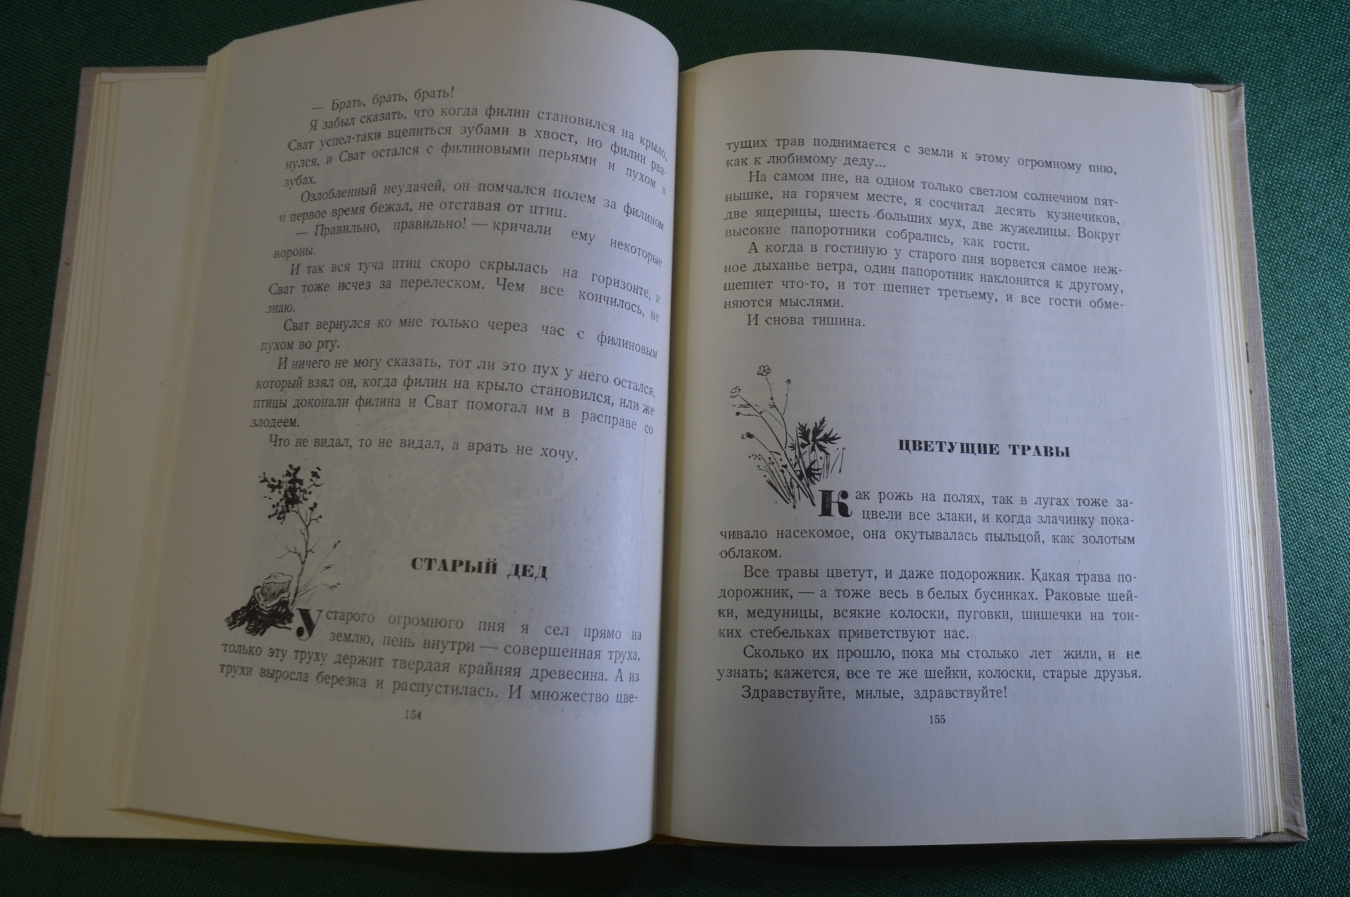 — Брать, брать, брать!
Я забыл сказать, что когда филин становился на крыло,
Сват успел-таки вцепиться зубами в хвост, но филин рва-
нулся, и Сват остался с филиновыми перьями и пухом в
зубах.
Озлобленный неудачей, он помчался полем за филином
и первое время бежал, не отставая от птиц.
— Правильно, правильно! — кричали ему некоторые
вороны.
И так вся туча птиц скоро скрылась на горизонте, и
Сват тоже исчез за перелеском. Чем все кончилось, не
знаю.
Сват вернулся ко мне только через час с филиновым
пухом во рту.
И ничего не могу сказать, тот ли это пух у него остался,
который взял он, когда филин на крыло становился, или же
птицы доконали филина и Сват помогал им в расправе со
злодеем.
Что не видал, то не видал, а врать не хочу.
СТАРЫЙ ДЕД
У старого огромного пня я сел прямо на
землю, пень внутри — совершенная труха,
только эту труху держит твердая крайняя древесина. А из
трухи выросла березка и распустилась. И множество цве-
154
тущих трав поднимается с земли к этому огромному пню,
как к любимому деду...
На самом пне, на одном только светлом солнечном пят-
нышке, на горячем месте, я сосчитал десять кузнечиков,
две ящерицы, шесть больших мух, две жужелицы. Вокруг
высокие папоротники собрались, как гости.
А когда в гостиную у старого пня ворвется самое неж-
ное дыханье ветра, один папоротник наклонится к другому,
шепнет что-то, и тот шепнет третьему, и все гости обме-
няются мыслями.
И снова тишина.
ЦВЕТУЩИЕ ТРАВЫ
Как рожь на полях, так в лугах тоже за-
цвели все злаки, и когда злачинку пока-
чивало насекомое, она окутывалась пыльцой, как золотым
облаком.
Все травы цветут, и даже подорожник. Какая трава по-
дорожник, — а тоже весь в белых бусинках. Раковые шей-
ки, медуницы, всякие колоски, пуговки, шишечки на тон-
ких стебельках приветствуют нас.
Сколько их прошло, пока мы столько лет жили, и не
узнать; кажется, все те же шейки, колоски, старые друзья.
Здравствуйте, милые, здравствуйте!
155